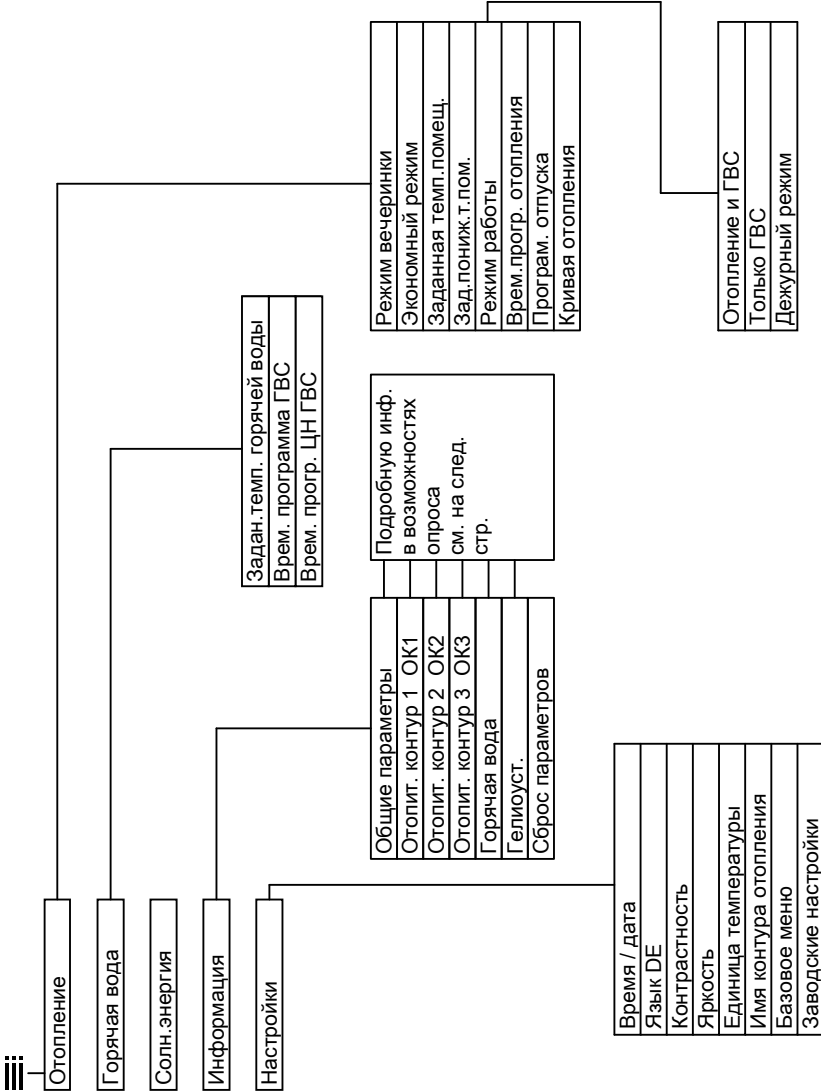 Отопление
Горячая вода
Солн.энергия
Информация
Настройки
Режим вечеринки
Экономный режим
Заданная темп.помещ.
Зад.пониж.т.пом.
Режим работы
Врем.прогр. отопления
Програм. отпуска
Кривая отопления
Отопление и ГВС
Только ГВС
Дежурный режим
Задан.темп. горячей воды
Врем. программа ГВС
Врем. прогр. ЦН ГВС
Общие параметры
Отопит. контур 1 ОК1
Отопит. контур 2 ОК2
Отопит. контур 3 ОК3
Горячая вода
Гелиоуст.
Сброс параметров
Подробную инф.
в возможностях
опроса
см. на след.
стр.
Время / дата
Язык DE
Контрастность
Яркость
Единица температуры
Имя контура отопления
Базовое меню
Заводские настройки